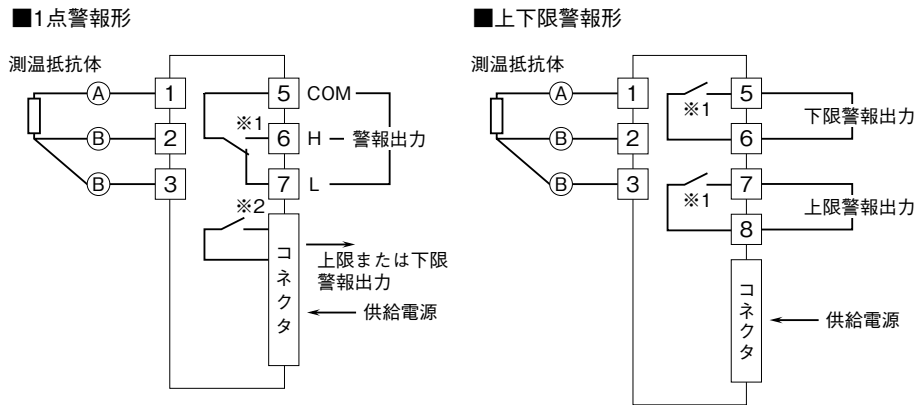 ■1点警報形
測温抵抗体
A
B
B
1
2
3
※1
※2
5 COM
6 H 警報出力
7 L
コネクタ
上限または下限
警報出力
供給電源
■上下限警報形
測温抵抗体
A
B
B
1
2
3
※1
5
下限警報出力
6
※1
7
上限警報出力
8
コネクタ
供給電源